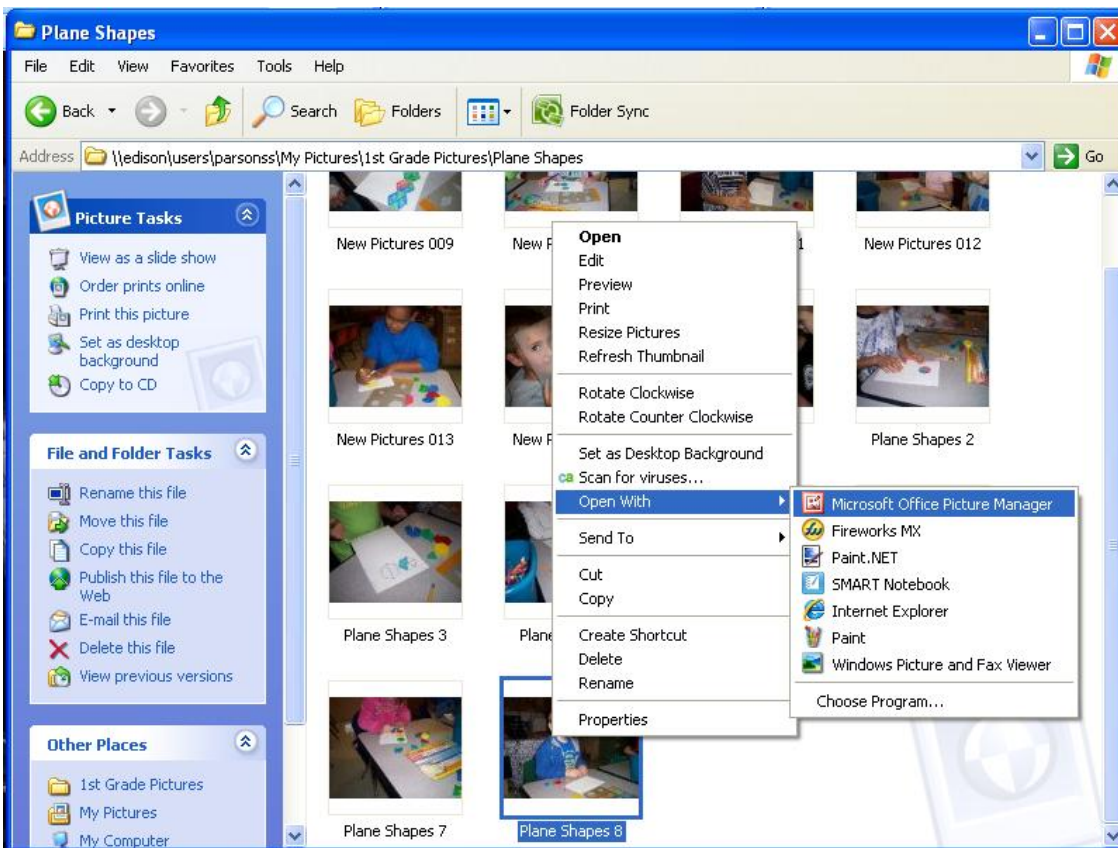 Plane Shapes
File Edit View Favorites Tools Help
Back Search Folders Folder Sync
Address \\edison\users\parsonss\My Pictures\1st Grade Pictures\Plane Shapes Go
Picture Tasks
View as a slide show
Order prints online
Print this picture
Set as desktop
background
Copy to CD
File and Folder Tasks
Rename this file
Move this file
Copy this file
Publish this file to the
Web
E-mail this file
Delete this file
View previous versions
Other Places
1st Grade Pictures
My Pictures
My Computer
New Pictures 009 New P 1 New Pictures 012
New Pictures 013 New P Plane Shapes 2
Plane Shapes 3 Plane
Plane Shapes 7 Plane Shapes 8
Open
Edit
Preview
Print
Resize Pictures
Refresh Thumbnail
Rotate Clockwise
Rotate Counter Clockwise
Set as Desktop Background
ca Scan for viruses...
Open With
Send To
Cut
Copy
Create Shortcut
Delete
Rename
Properties
Microsoft Office Picture Manager
Fireworks MX
Paint.NET
SMART Notebook
Internet Explorer
Paint
Windows Picture and Fax Viewer
Choose Program...